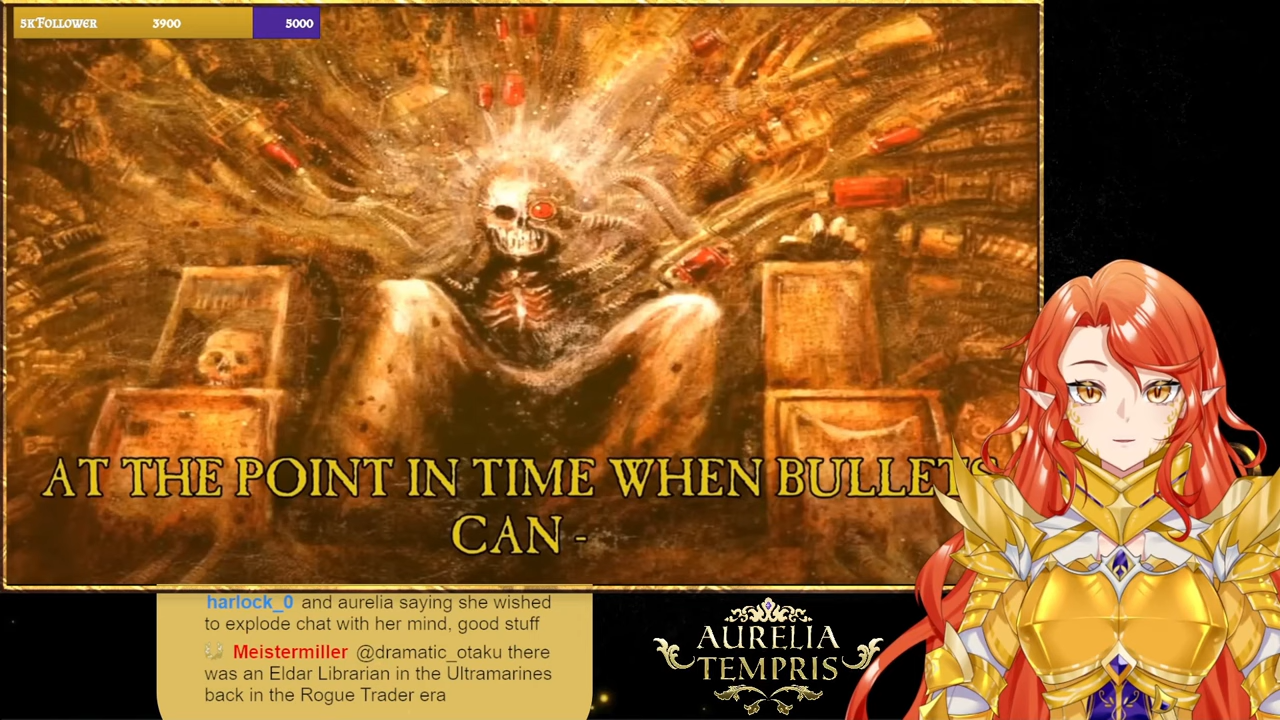 5K FOLLOWER 3900 5000
AT THE POINT IN TIME WHEN BULLETS
CAN -
harlock_0 and aurelia saying she wished
to explode chat with her mind, good stuff
Meistermiller @dramatic_otaku there
was an Eldar Librarian in the Ultramarines
back in the Rogue Trader era
AURELIA
TEMPRIS